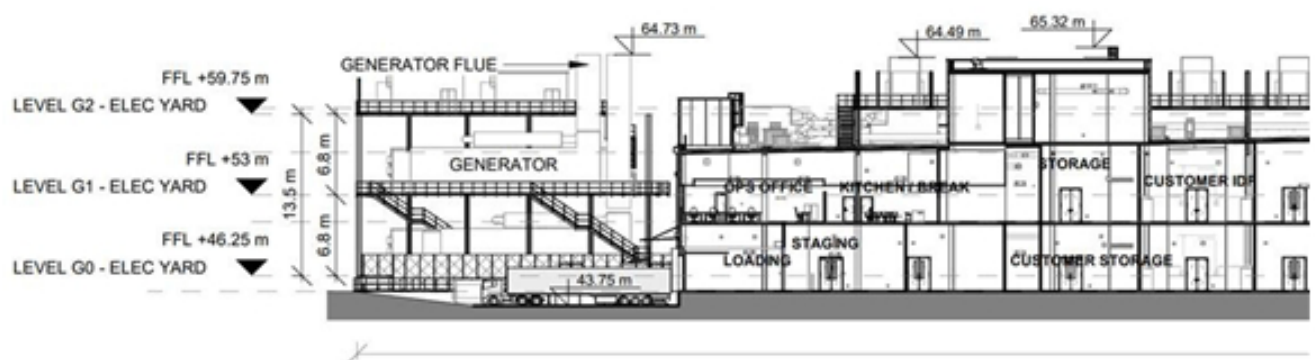 65.32 m
64.73 m
64.49 m
GENERATOR FLUE
FFL +59.75 m
LEVEL G2 - ELEC YARD
FFL +53 m
LEVEL G1 - ELEC YARD
FFL +46.25 m
LEVEL G0 - ELEC YARD
13.5 m
6.8 m
6.8 m
GENERATOR
43.75 m
OPS OFFICE
KITCHEN / BREAK
STORAGE
CUSTOMER IDF
STAGING
LOADING
CUSTOMER STORAGE